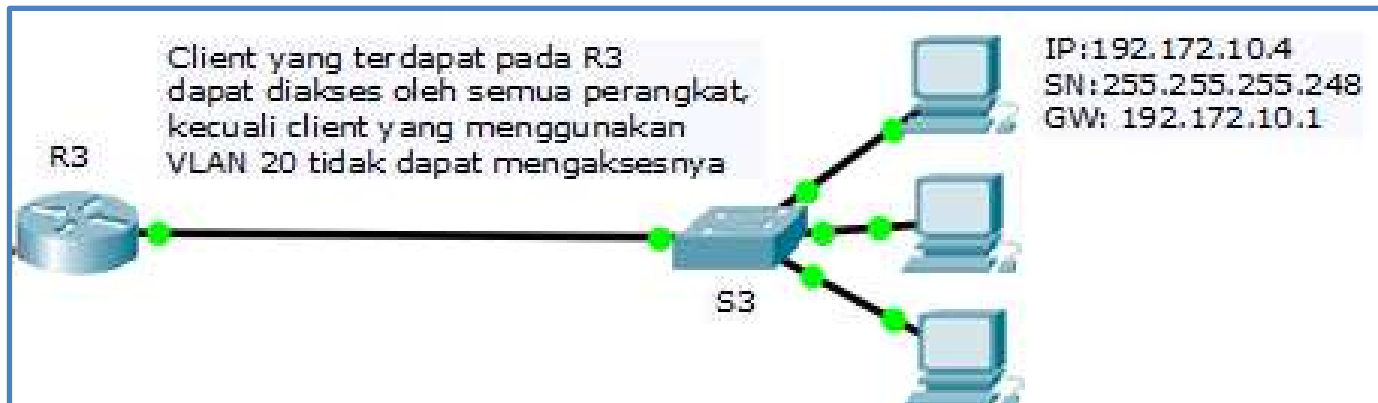 Client yang terdapat pada R3
dapat diakses oleh semua perangkat,
kecuali client yang menggunakan
VLAN 20 tidak dapat mengaksesnya
IP:192.172.10.4
SN:255.255.255.248
GW: 192.172.10.1
R3
S3